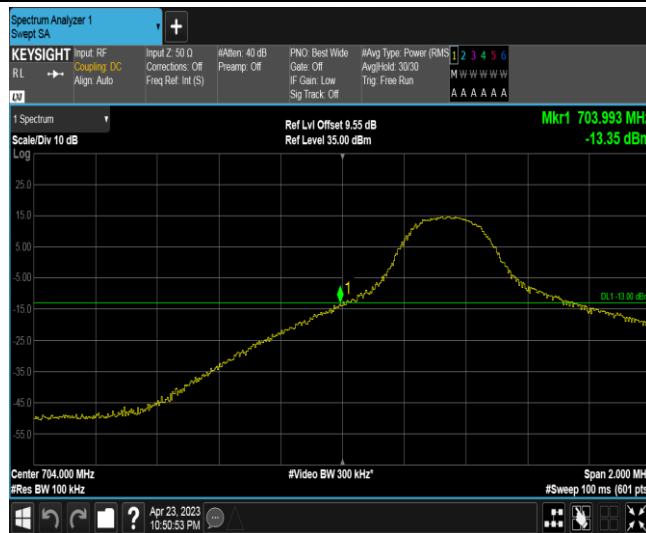 Spectrum Analyzer 1
Swept SA
+
KEYSIGHT
RL
Input: RF
Coupling: DC
Align: Auto
Input Z: 50 Ω
Corrections: Off
Freq Ref: Int (S)
#Atten: 40 dB
Preamp: Off
PNO: Best Wide
Gate: Off
IF Gain: Low
Sig Track: Off
#Avg Type: Power (RMS
Avg|Hold: 30/30
Trig: Free Run
1 2 3 4 5 6
M W W W W W
A A A A A A
1 Spectrum
Scale/Div 10 dB
Ref Lvl Offset 9.55 dB
Ref Level 35.00 dBm
Mkr1 703.993 MHz
-13.35 dBm
Log
25.0
15.0
5.00
-5.00
-15.0
-25.0
-35.0
-45.0
-55.0
1
DL1 -13.00 dBm
Center 704.000 MHz
#Res BW 100 kHz
#Video BW 300 kHz*
Span 2.000 MHz
#Sweep 100 ms (601 pts)
?
Apr 23, 2023
10:50:53 PM